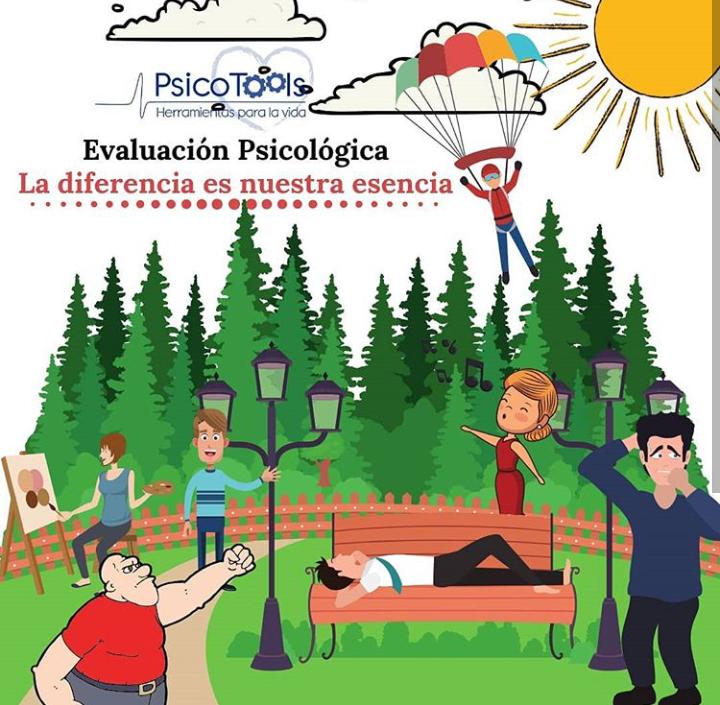 PsicoTools
Herramientas para la vida
Evaluación Psicológica
La diferencia es nuestra esencia